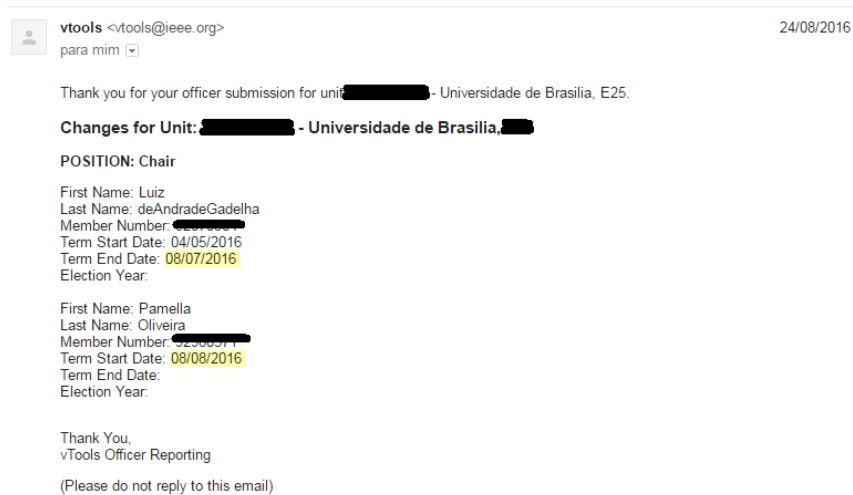 vtools <vtools@ieee.org>
24/08/2016
para mim
Thank you for your officer submission for unit - Universidade de Brasilia, E25.
Changes for Unit: - Universidade de Brasilia,
POSITION: Chair
First Name: Luiz
Last Name: deAndradeGadelha
Member Number:
Term Start Date: 04/05/2016
Term End Date: 08/07/2016
Election Year:
First Name: Pamella
Last Name: Oliveira
Member Number:
Term Start Date: 08/08/2016
Term End Date:
Election Year:
Thank You,
vTools Officer Reporting
(Please do not reply to this email)